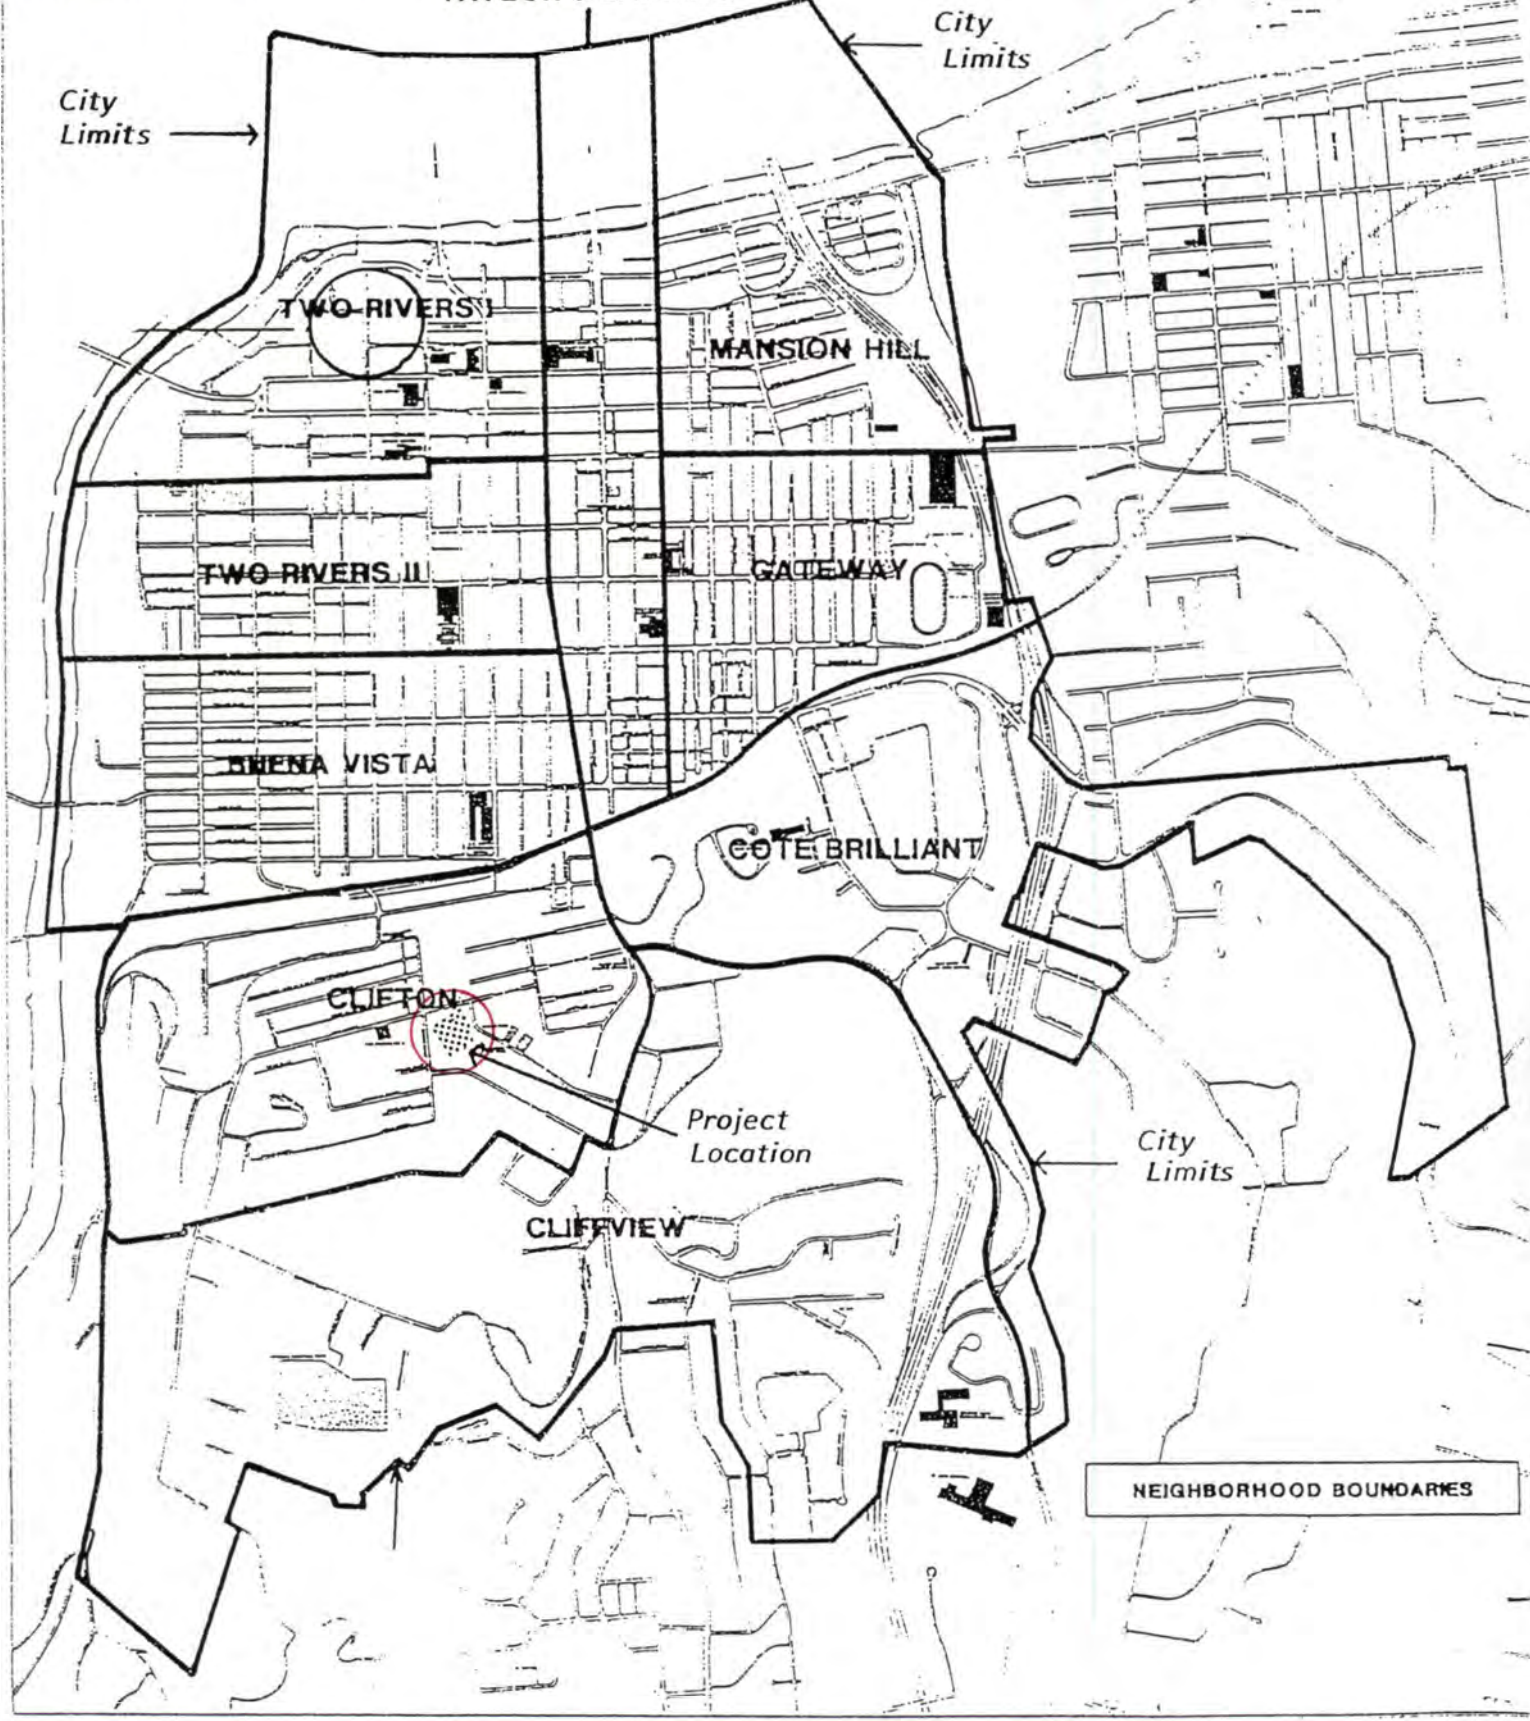 City
Limits
City
Limits
TWO RIVERS I
MANSION HILL
TWO RIVERS II
GATEWAY
BUENA VISTA
COTE BRILLIANT
CLIFTON
Project
Location
City
Limits
CLIFFVIEW
NEIGHBORHOOD BOUNDARIES